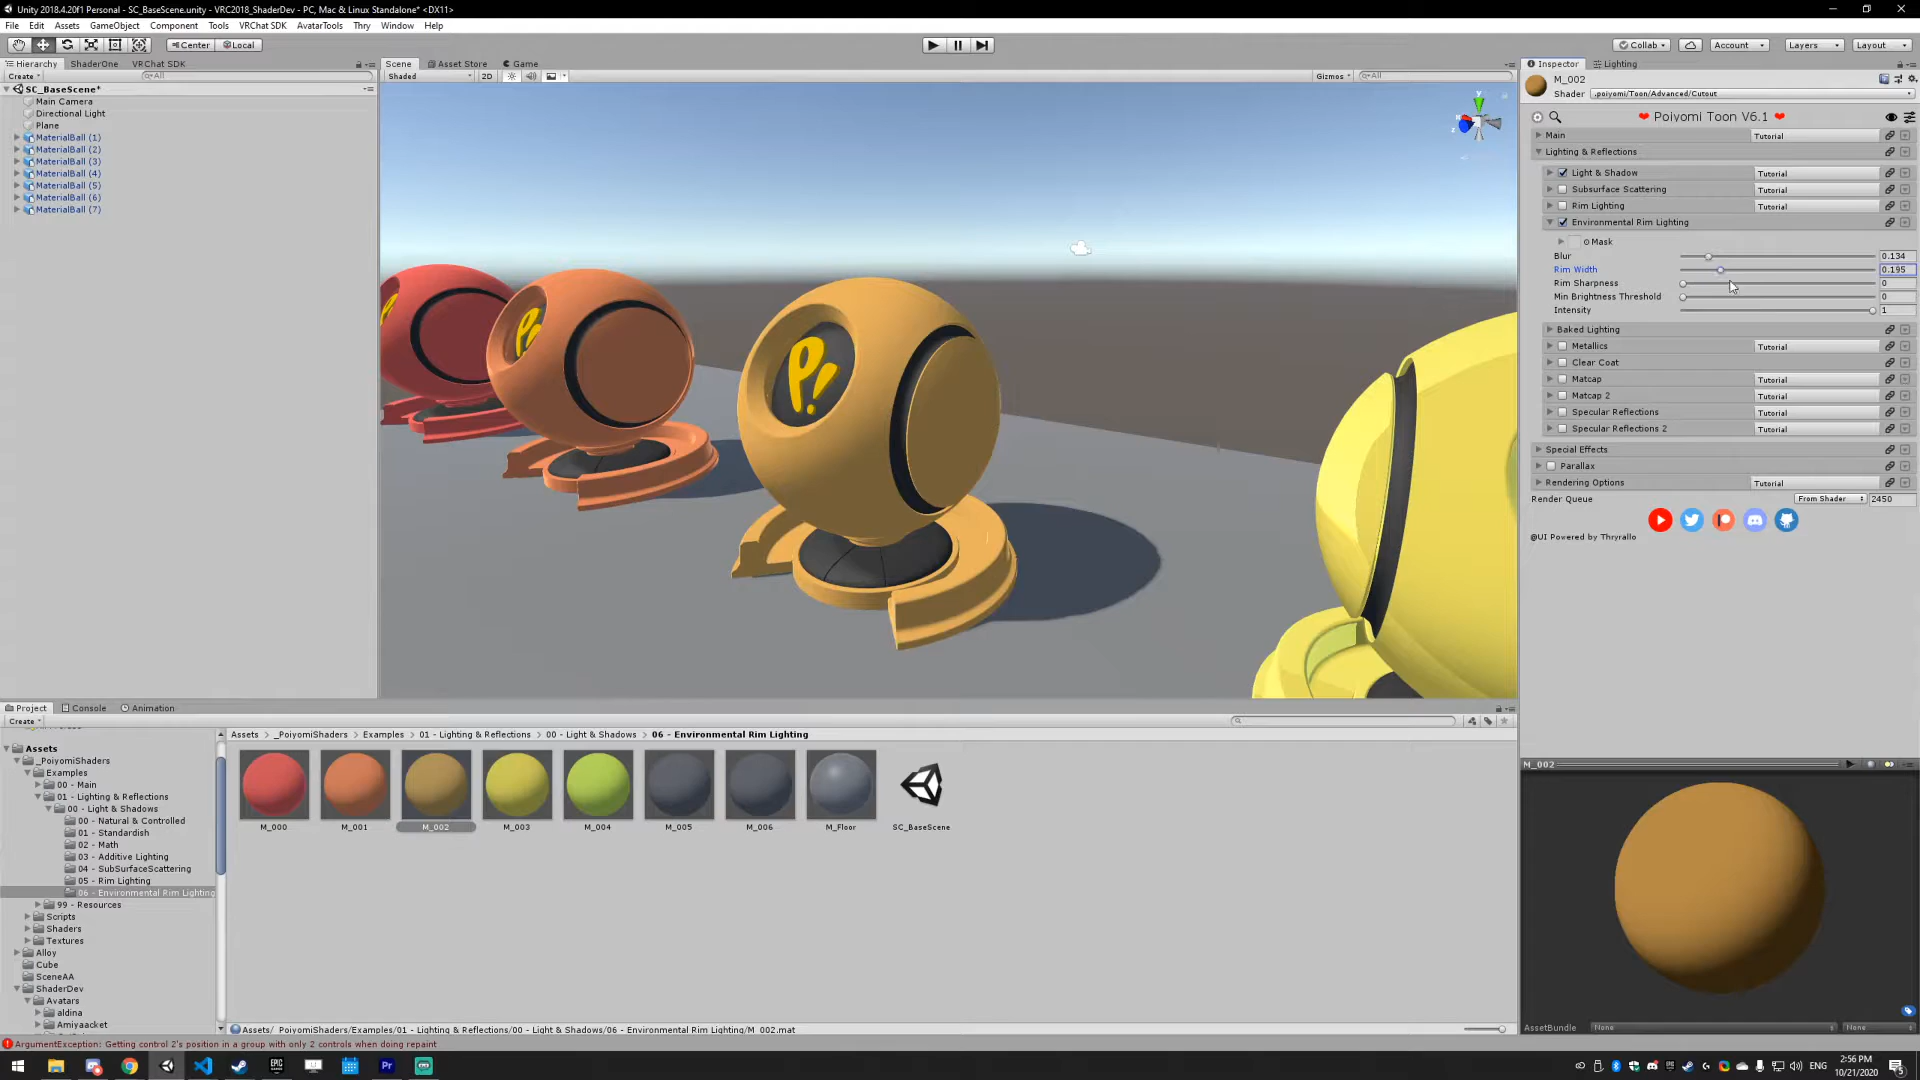 Unity 2018.4.20f1 Personal - SC_BaseScene.unity - VRC2018_ShaderDev - PC, Mac & Linux Standalone* <DX11>
File Edit Assets GameObject Component Tools VRChat SDK AvatarTools Thry Window Help
Center Local Collab Account Layers Layout
Hierarchy ShaderOne VRChat SDK
Create All
SC_BaseScene*
Main Camera
Directional Light
Plane
MaterialBall (1)
MaterialBall (2)
MaterialBall (3)
MaterialBall (4)
MaterialBall (5)
MaterialBall (6)
MaterialBall (7)
Scene Asset Store Game
Shaded 2D Gizmos All
y
z
P!
P!
Inspector Lighting
M_002
Shader .poiyomi/Toon/Advanced/Cutout
❤ Poiyomi Toon V6.1 ❤
Main Tutorial
Lighting & Reflections
Light & Shadow Tutorial
Subsurface Scattering Tutorial
Rim Lighting Tutorial
Environmental Rim Lighting
Mask
Blur 0.134
Rim Width 0.195
Rim Sharpness 0
Min Brightness Threshold 0
Intensity 1
Baked Lighting
Metallics Tutorial
Clear Coat
Matcap Tutorial
Matcap 2 Tutorial
Specular Reflections Tutorial
Specular Reflections 2 Tutorial
Special Effects
Parallax
Rendering Options Tutorial
Render Queue From Shader 2450
@UI Powered by Thryrallo
Project Console Animation
Create
Assets
_PoiyomiShaders
Examples
00 - Main
01 - Lighting & Reflections
00 - Light & Shadows
00 - Natural & Controlled
01 - Standardish
02 - Math
03 - Additive Lighting
04 - SubSurfaceScattering
05 - Rim Lighting
06 - Environmental Rim Lighting
99 - Resources
Scripts
Shaders
Textures
Alloy
Cube
SceneAA
ShaderDev
Avatars
aldina
Amiyaacket
Assets _PoiyomiShaders Examples 01 - Lighting & Reflections 00 - Light & Shadows 06 - Environmental Rim Lighting
M_000 M_001 M_002 M_003 M_004 M_005 M_006 M_Floor SC_BaseScene
Assets/_PoiyomiShaders/Examples/01 - Lighting & Reflections/00 - Light & Shadows/06 - Environmental Rim Lighting/M_002.mat
M_002
AssetBundle None None
ArgumentException: Getting control 2's position in a group with only 2 controls when doing repaint
EPIC
Pr
ENG
2:56 PM
10/21/2020